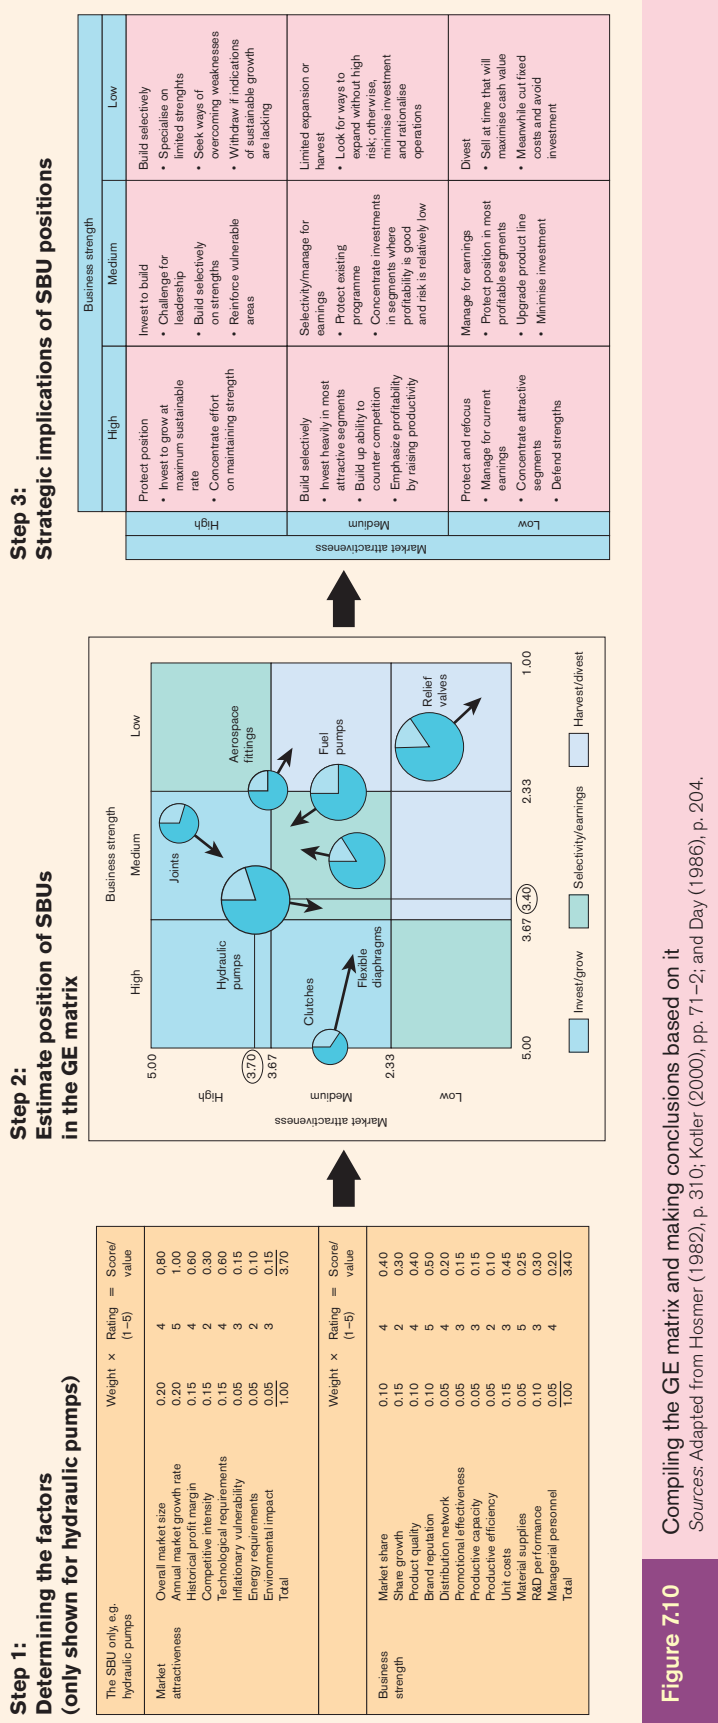 Step 1:
Determining the factors
(only shown for hydraulic pumps)
The SBU only, e.g.
hydraulic pumps
Weight × Rating = Score/
(1–5) value
Market
attractiveness
Overall market size 0.20 4 0,80
Annual market growth rate 0.20 5 1.00
Historical profit margin 0.15 4 0.60
Competitive intensity 0.15 2 0.30
Technological requirements 0.15 4 0.60
Inflationary vulnerability 0.05 3 0.15
Energy requirements 0.05 2 0.10
Environmental impact 0.05 3 0.15
Total 1.00 3.70
Weight × Rating = Score/
(1–5) value
Business
strength
Market share 0.10 4 0.40
Share growth 0.15 2 0.30
Product quality 0.10 4 0.40
Brand reputation 0.10 5 0.50
Distribution network 0.05 4 0.20
Promotional effectiveness 0.05 3 0.15
Productive capacity 0.05 3 0.15
Productive efficiency 0.05 2 0.10
Unit costs 0.15 3 0.45
Material supplies 0.05 5 0.25
R&D performance 0.10 3 0.30
Managerial personnel 0.05 4 0.20
Total 1.00 3.40
Step 2:
Estimate position of SBUs
in the GE matrix
Business strength
High Medium Low
5.00
3.70
3.67
2.33
Market attractiveness
High
Medium
Low
Joints
Aerospace
fittings
Hydraulic
pumps
Fuel
pumps
Clutches
Flexible
diaphragms
Relief
valves
5.00 3.67 3.40 2.33 1.00
Invest/grow
Selectivity/earnings
Harvest/divest
Step 3:
Strategic implications of SBU positions
Business strength
High Medium Low
Market attractiveness
High
Protect position
• Invest to grow at
maximum sustainable
rate
• Concentrate effort
on maintaining strength
Invest to build
• Challenge for
leadership
• Build selectively
on strengths
• Reinforce vulnerable
areas
Build selectively
• Specialise on
limited strenghts
• Seek ways of
overcoming weaknesses
• Withdraw if indications
of sustainable growth
are lacking
Medium
Build selectively
• Invest heavily in most
attractive segments
• Build up ability to
counter competition
• Emphasize profitability
by raising productivity
Selectivity/manage for
earnings
• Protect existing
programme
• Concentrate investments
in segments where
profitability is good
and risk is relatively low
Limited expansion or
harvest
• Look for ways to
expand without high
risk; otherwise,
minimise investment
and rationalise
operations
Low
Protect and refocus
• Manage for current
earnings
• Concentrate attractive
segments
• Defend strengths
Manage for earnings
• Protect position in most
profitable segments
• Upgrade product line
• Minimise investment
Divest
• Sell at time that will
maximise cash value
• Meanwhile cut fixed
costs and avoid
investment
Figure 7.10
Compiling the GE matrix and making conclusions based on it
Sources: Adapted from Hosmer (1982), p. 310; Kotler (2000), pp. 71–2; and Day (1986), p. 204.